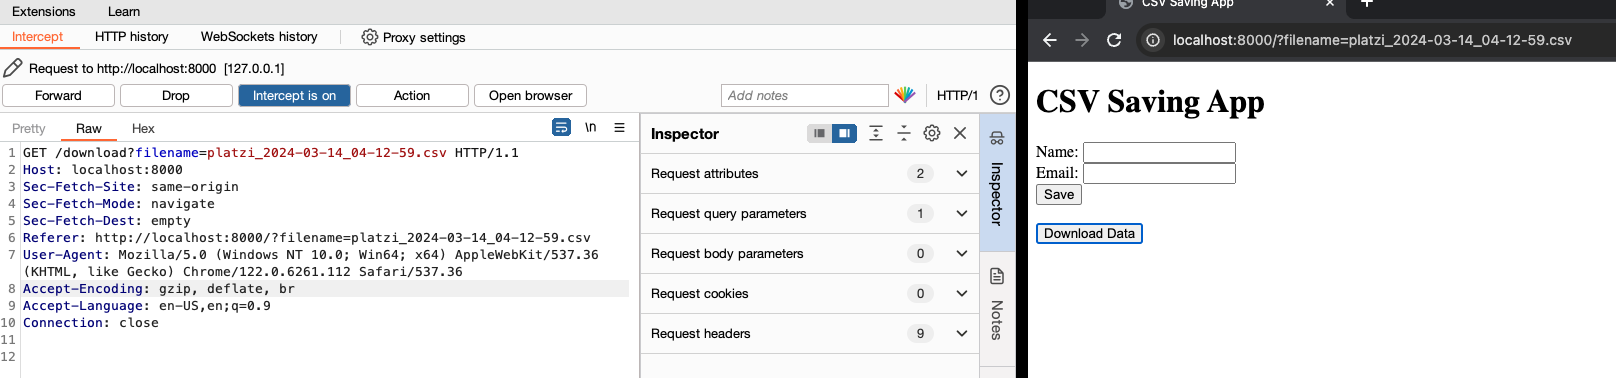 Extensions Learn
Intercept HTTP history WebSockets history Proxy settings
Request to http://localhost:8000 [127.0.0.1]
Forward Drop Intercept is on Action Open browser Add notes HTTP/1 ?
Pretty Raw Hex \n
1 GET /download?filename=platzi_2024-03-14_04-12-59.csv HTTP/1.1
2 Host: localhost:8000
3 Sec-Fetch-Site: same-origin
4 Sec-Fetch-Mode: navigate
5 Sec-Fetch-Dest: empty
6 Referer: http://localhost:8000/?filename=platzi_2024-03-14_04-12-59.csv
7 User-Agent: Mozilla/5.0 (Windows NT 10.0; Win64; x64) AppleWebKit/537.36
(KHTML, like Gecko) Chrome/122.0.6261.112 Safari/537.36
8 Accept-Encoding: gzip, deflate, br
9 Accept-Language: en-US,en;q=0.9
10 Connection: close
11
12
Inspector
Request attributes 2
Request query parameters 1
Request body parameters 0
Request cookies 0
Request headers 9
Inspector
Notes
CSV Saving App
localhost:8000/?filename=platzi_2024-03-14_04-12-59.csv
CSV Saving App
Name:
Email:
Save
Download Data